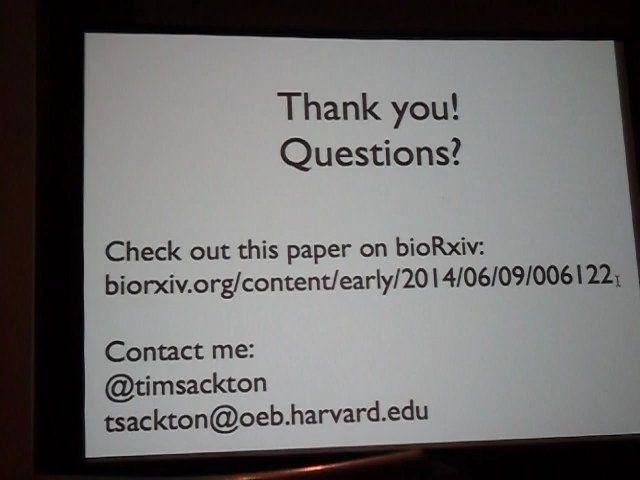 Thank you!
Questions?
Check out this paper on bioRxiv:
biorxiv.org/content/early/2014/06/09/006122
Contact me:
@timsackton
tsackton@oeb.harvard.edu